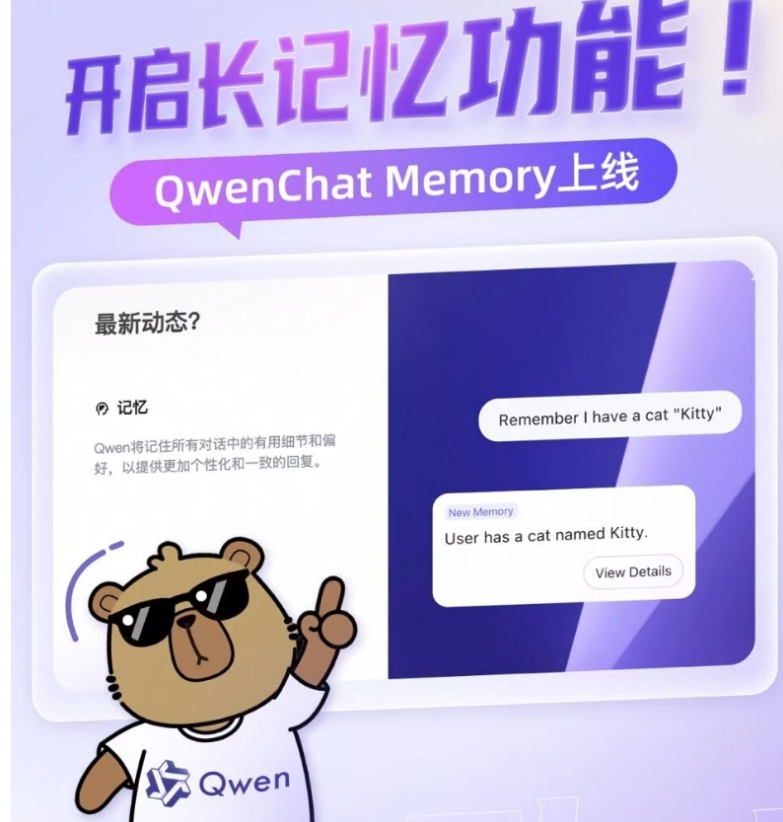 开启长记忆功能！
QwenChat Memory上线
最新动态?
记忆
Qwen将记住所有对话中的有用细节和偏
好，以提供更加个性化和一致的回复。
Remember I have a cat "Kitty"
New Memory
User has a cat named Kitty.
View Details
Qwen